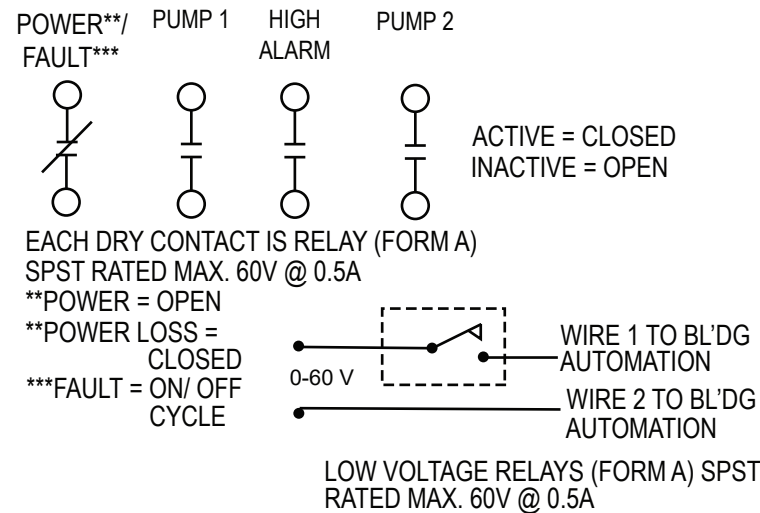 POWER**/
FAULT***
PUMP 1
HIGH
ALARM
PUMP 2
ACTIVE = CLOSED
INACTIVE = OPEN
EACH DRY CONTACT IS RELAY (FORM A)
SPST RATED MAX. 60V @ 0.5A
**POWER = OPEN
**POWER LOSS =
CLOSED
***FAULT = ON/ OFF
CYCLE
0-60 V
WIRE 1 TO BL'DG
AUTOMATION
WIRE 2 TO BL'DG
AUTOMATION
LOW VOLTAGE RELAYS (FORM A) SPST
RATED MAX. 60V @ 0.5A